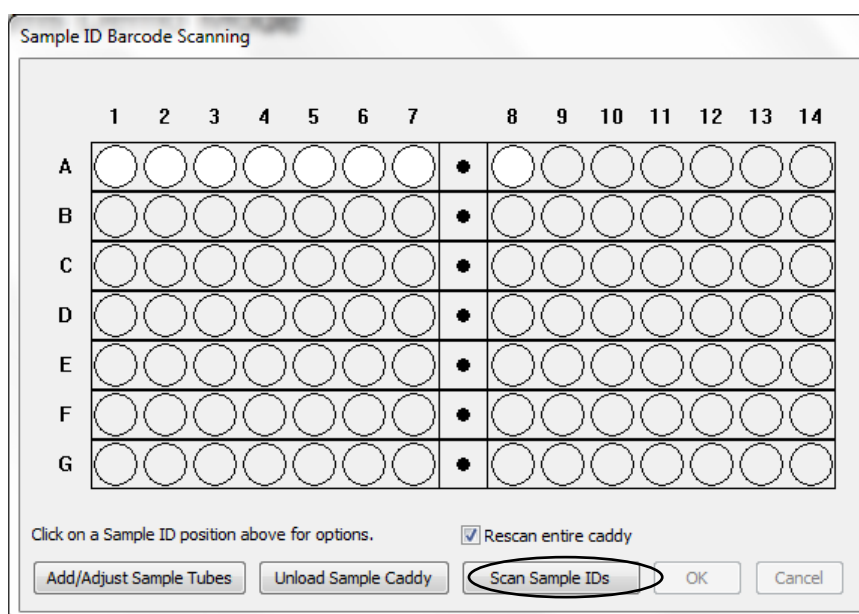 Sample ID Barcode Scanning
1 2 3 4 5 6 7 8 9 10 11 12 13 14
A
B
C
D
E
F
G
Click on a Sample ID position above for options.
Rescan entire caddy
Add/Adjust Sample Tubes Unload Sample Caddy Scan Sample IDs OK Cancel